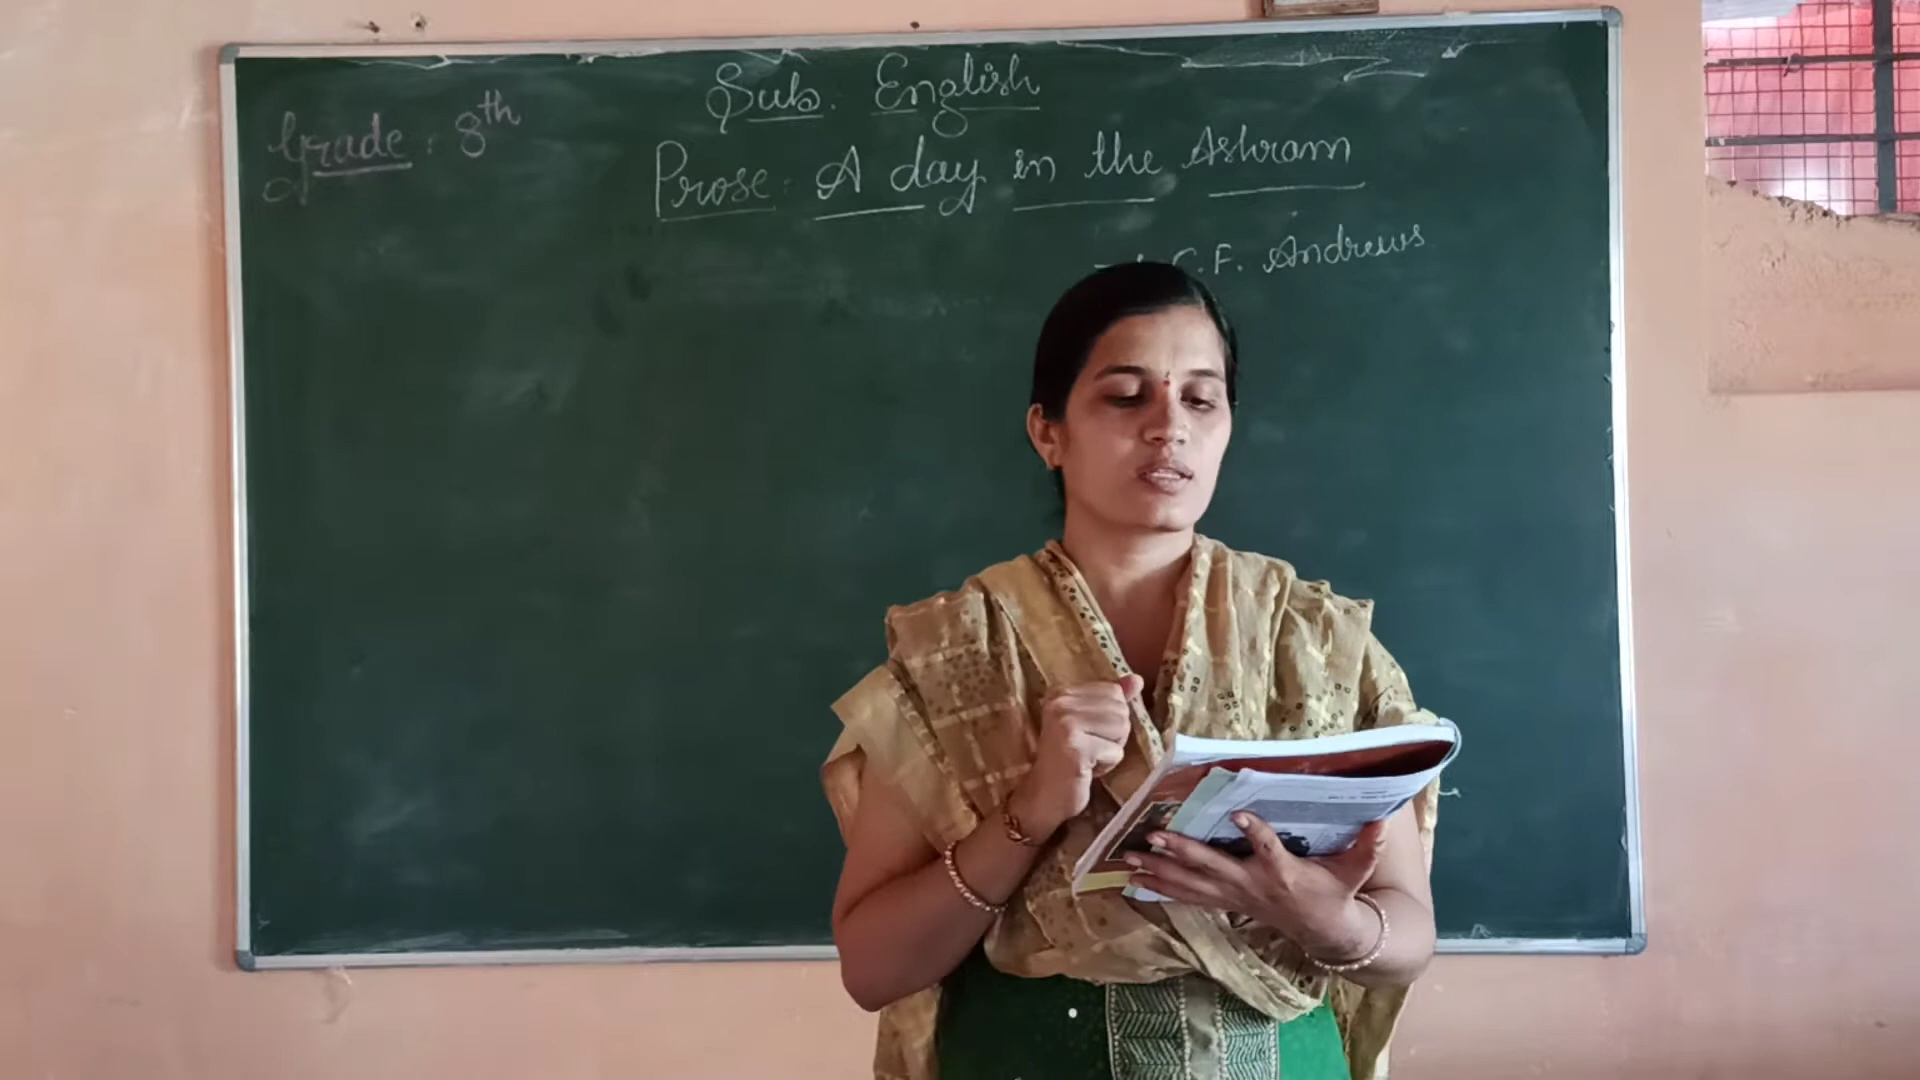 Sub. English
Grade : 8th
Prose : A day in the Ashram
C.F. Andrews